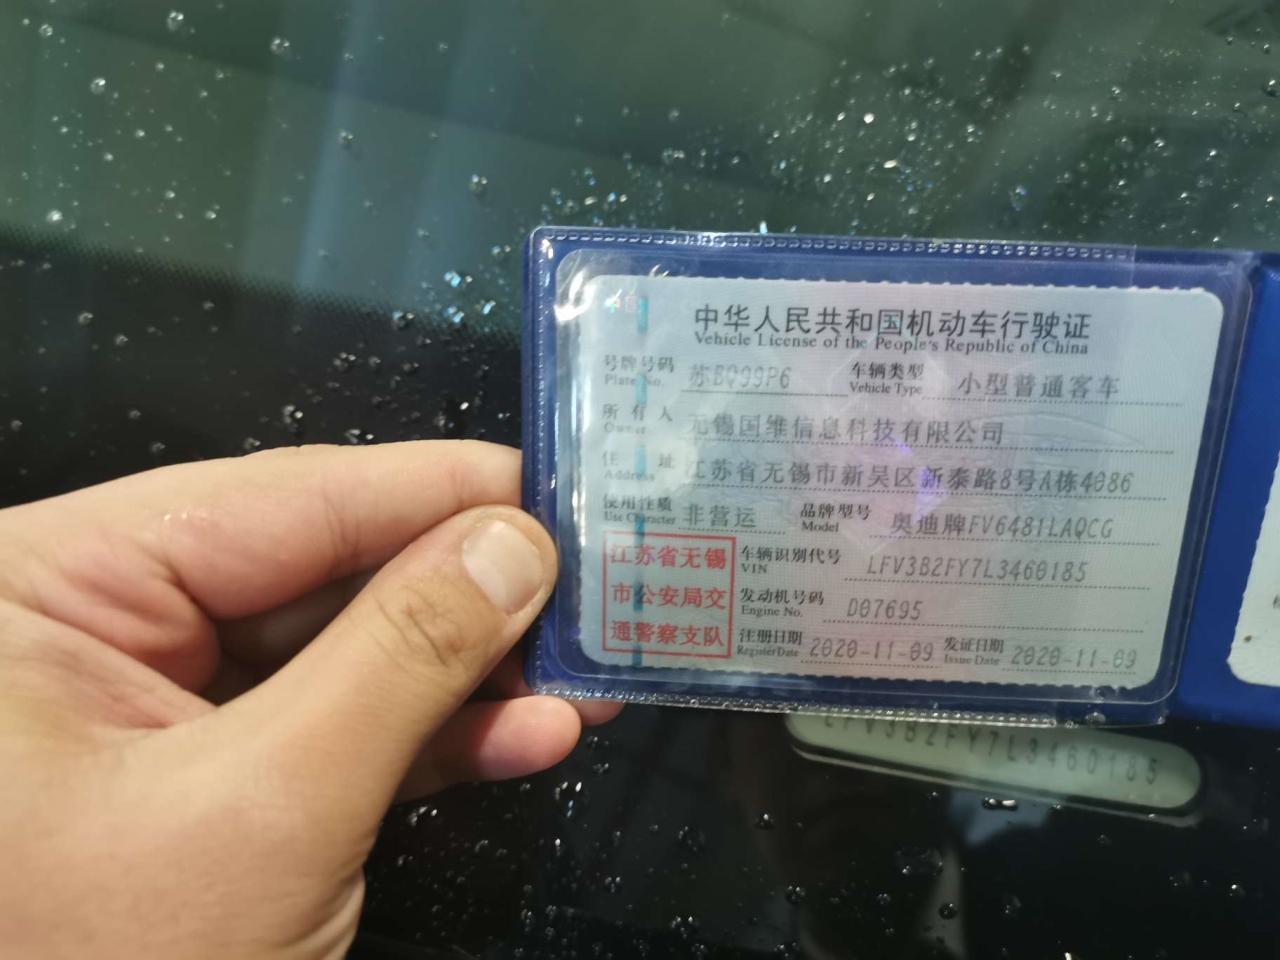 中国
中华人民共和国机动车行驶证
Vehicle License of the People's Republic of China
号牌号码 苏BQ99P6 车辆类型 小型普通客车
Plate No. Vehicle Type
所有人 无锡国维信息科技有限公司
Owner
住址 江苏省无锡市新吴区新泰路8号A栋4086
Address
使用性质 非营运 品牌型号 奥迪牌FV6481LAQCG
Use Character Model
江苏省无锡
市公安局交
通警察支队
车辆识别代号 LFV3B2FY7L3460185
VIN
发动机号码 D07695
Engine No.
注册日期 2020-11-09 发证日期 2020-11-09
Register Date Issue Date
LFV3B2FY7L3460185